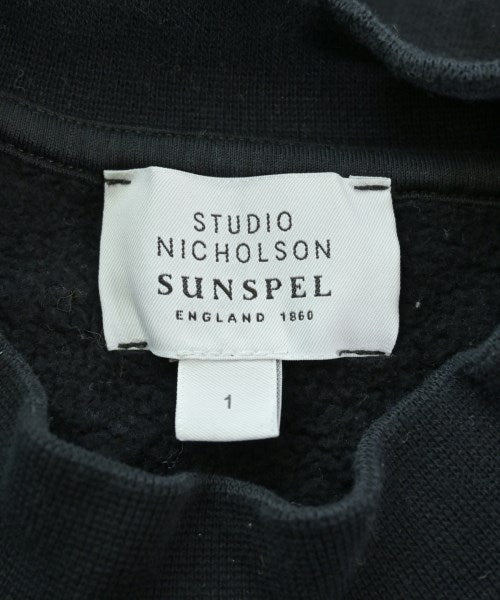 STUDIO
NICHOLSON
SUNSPEL
ENGLAND 1860
1